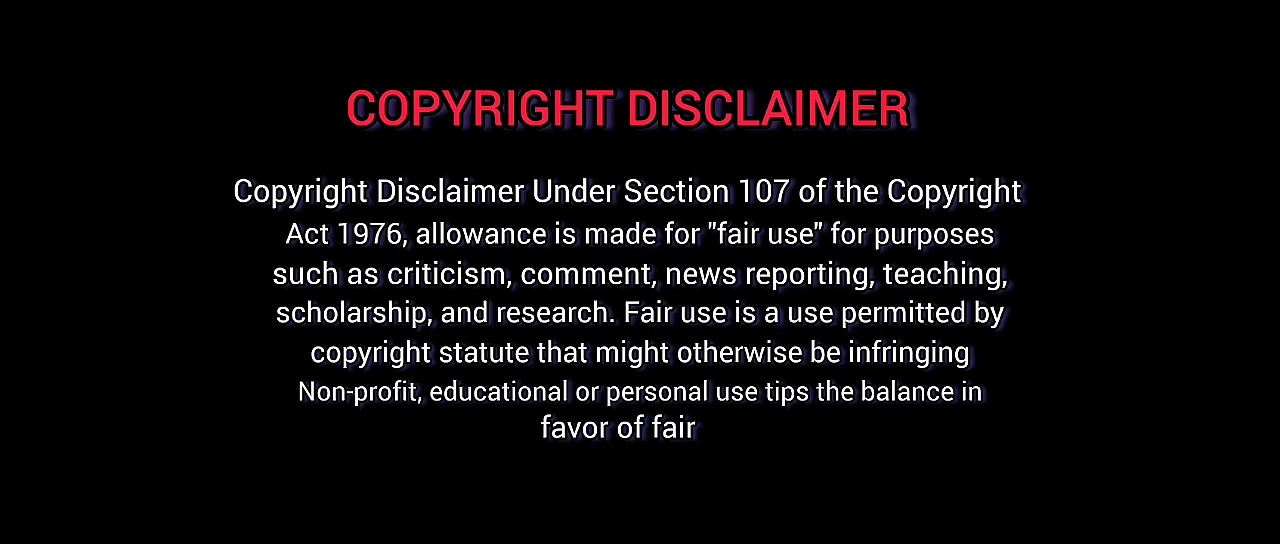 COPYRIGHT DISCLAIMER
Copyright Disclaimer Under Section 107 of the Copyright
Act 1976, allowance is made for "fair use" for purposes
such as criticism, comment, news reporting, teaching,
scholarship, and research. Fair use is a use permitted by
copyright statute that might otherwise be infringing
Non-profit, educational or personal use tips the balance in
favor of fair